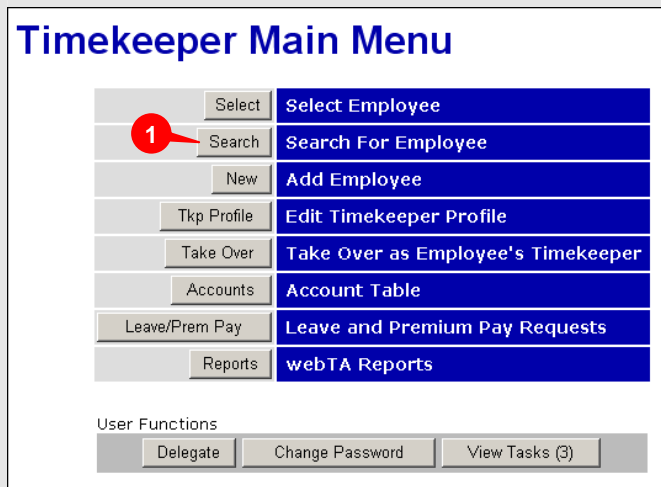 Timekeeper Main Menu
Select Select Employee
1 Search Search For Employee
New Add Employee
Tkp Profile Edit Timekeeper Profile
Take Over Take Over as Employee's Timekeeper
Accounts Account Table
Leave/Prem Pay Leave and Premium Pay Requests
Reports webTA Reports
User Functions
Delegate Change Password View Tasks (3)